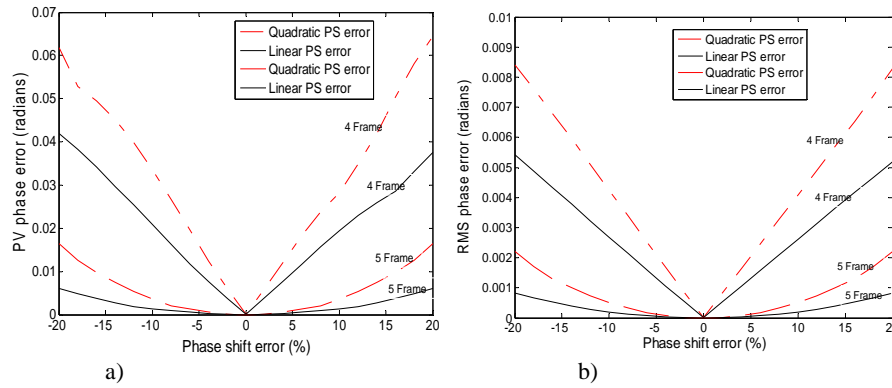 0.07
0.06
0.05
0.04
0.03
0.02
0.01
0
-20
-15
-10
-5
0
5
10
15
20
PV phase error (radians)
Phase shift error (%)
Quadratic PS error
Linear PS error
Quadratic PS error
Linear PS error
4 Frame
4 Frame
5 Frame
5 Frame
a)
0.01
0.009
0.008
0.007
0.006
0.005
0.004
0.003
0.002
0.001
0
-20
-15
-10
-5
0
5
10
15
20
RMS phase error (radians)
Phase shift error (%)
Quadratic PS error
Linear PS error
Quadratic PS error
Linear PS error
4 Frame
4 Frame
5 Frame
5 Frame
b)